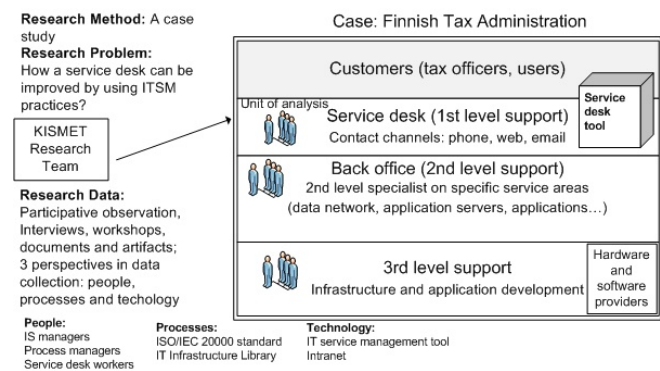 Research Method: A case
study
Research Problem:
How a service desk can be
improved by using ITSM
practices?
KISMET
Research
Team
Research Data:
Participative observation,
Interviews, workshops,
documents and artifacts;
3 perspectives in data
collection: people,
processes and techology
Case: Finnish Tax Administration
Customers (tax officers, users)
Unit of analysis
Service desk (1st level support)
Contact channels: phone, web, email
Service
desk
tool
Back office (2nd level support)
2nd level specialist on specific service areas
(data network, application servers, applications…)
3rd level support
Infrastructure and application development
Hardware
and
software
providers
People:
IS managers
Process managers
Service desk workers
Processes:
ISO/IEC 20000 standard
IT Infrastructure Library
Technology:
IT service management tool
Intranet